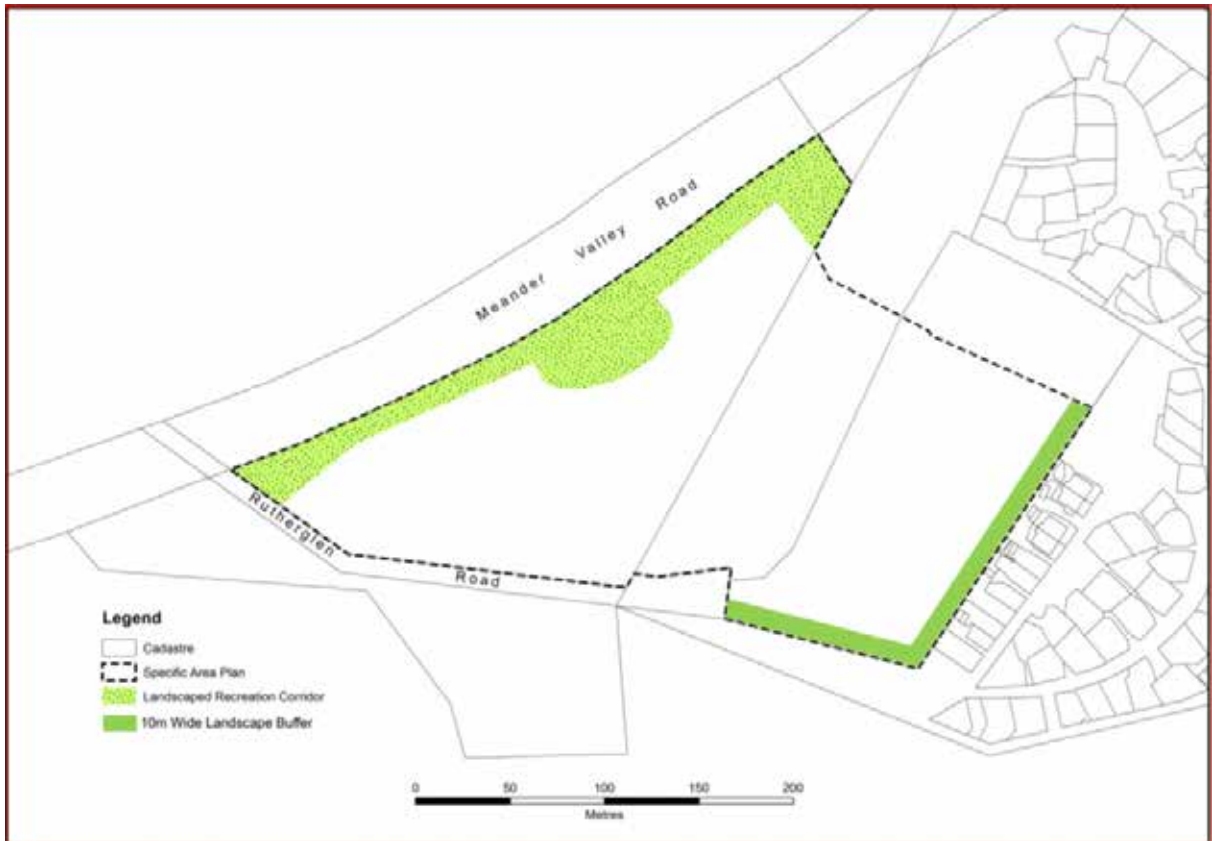 Meander Valley Road
Rutherglen
Road
Legend
Cadastre
Specific Area Plan
Landscaped Recreation Corridor
10m Wide Landscape Buffer
0 50 100 150 200
Metres